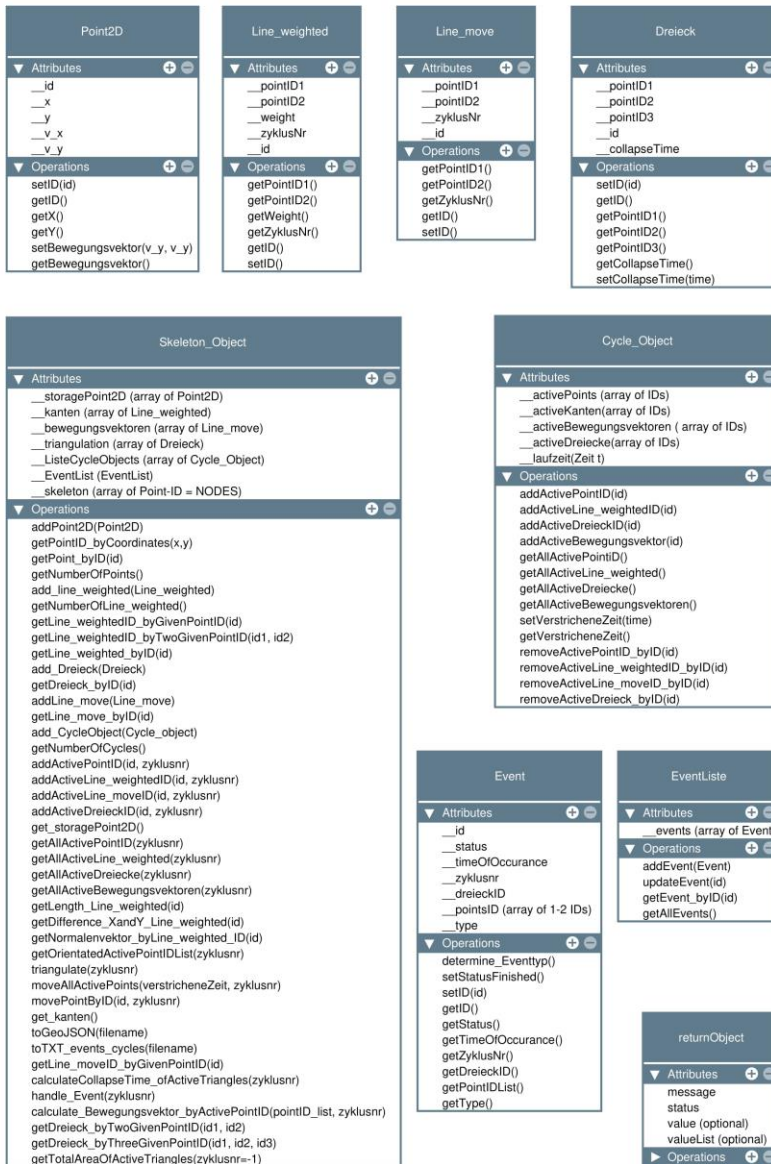 Point2D
Attributes
__id
__x
__y
__v_x
__v_y
Operations
setID(id)
getID()
getX()
getY()
setBewegungsvektor(v_y, v_y)
getBewegungsvektor()
Line_weighted
Attributes
__pointID1
__pointID2
__weight
__zyklusNr
__id
Operations
getPointID1()
getPointID2()
getWeight()
getZyklusNr()
getID()
setID()
Line_move
Attributes
__pointID1
__pointID2
__zyklusNr
__id
Operations
getPointID1()
getPointID2()
getZyklusNr()
getID()
setID()
Dreieck
Attributes
__pointID1
__pointID2
__pointID3
__id
__collapseTime
Operations
setID(id)
getID()
getPointID1()
getPointID2()
getPointID3()
getCollapseTime()
setCollapseTime(time)
Skeleton_Object
Attributes
__storagePoint2D (array of Point2D)
__kanten (array of Line_weighted)
__bewegungsvektoren (array of Line_move)
__triangulation (array of Dreieck)
__ListeCycleObjects (array of Cycle_Object)
__EventList (EventList)
__skeleton (array of Point-ID = NODES)
Operations
addPoint2D(Point2D)
getPointID_byCoordinates(x,y)
getPoint_byID(id)
getNumberOfPoints()
add_line_weighted(Line_weighted)
getNumberOfLine_weighted()
getLine_weightedID_byGivenPointID(id)
getLine_weightedID_byTwoGivenPointID(id1, id2)
getLine_weighted_byID(id)
add_Dreieck(Dreieck)
getDreieck_byID(id)
addLine_move(Line_move)
getLine_move_byID(id)
add_CycleObject(Cycle_object)
getNumberOfCycles()
addActivePointID(id, zyklusnr)
addActiveLine_weightedID(id, zyklusnr)
addActiveLine_moveID(id, zyklusnr)
addActiveDreieckID(id, zyklusnr)
get_storagePoint2D()
getAllActivePointID(zyklusnr)
getAllActiveLine_weighted(zyklusnr)
getAllActiveDreiecke(zyklusnr)
getAllActiveBewegungsvektoren(zyklusnr)
getLength_Line_weighted(id)
getDifference_XandY_Line_weighted(id)
getNormalenvektor_byLine_weighted_ID(id)
getOrientatedActivePointIDList(zyklusnr)
triangulate(zyklusnr)
moveAllActivePoints(verstricheneZeit, zyklusnr)
movePointByID(id, zyklusnr)
get_kanten()
toGeoJSON(filename)
toTXT_events_cycles(filename)
getLine_moveID_byGivenPointID(id)
calculateCollapseTime_ofActiveTriangles(zyklusnr)
handle_Event(zyklusnr)
calculate_Bewegungsvektor_byActivePointID(pointID_list, zyklusnr)
getDreieck_byTwoGivenPointID(id1, id2)
getDreieck_byThreeGivenPointID(id1, id2, id3)
getTotalAreaOfActiveTriangles(zyklusnr=-1)
Cycle_Object
Attributes
__activePoints (array of IDs)
__activeKanten(array of IDs)
__activeBewegungsvektoren ( array of IDs)
__activeDreiecke(array of IDs)
__laufzeit(Zeit t)
Operations
addActivePointID(id)
addActiveLine_weightedID(id)
addActiveDreieckID(id)
addActiveBewegungsvektor(id)
getAllActivePointiD()
getAllActiveLine_weighted()
getAllActiveDreiecke()
getAllActiveBewegungsvektoren()
setVerstricheneZeit(time)
getVerstricheneZeit()
removeActivePointID_byID(id)
removeActiveLine_weightedID_byID(id)
removeActiveLine_moveID_byID(id)
removeActiveDreieck_byID(id)
Event
Attributes
__id
__status
__timeOfOccurance
__zyklusnr
__dreieckID
__pointsID (array of 1-2 IDs)
__type
Operations
determine_Eventtyp()
setStatusFinished()
setID(id)
getID()
getStatus()
getTimeOfOccurance()
getZyklusNr()
getDreieckID()
getPointIDList()
getType()
EventListe
Attributes
__events (array of Event
Operations
addEvent(Event)
updateEvent(id)
getEvent_byID(id)
getAllEvents()
returnObject
Attributes
message
status
value (optional)
valueList (optional)
Operations